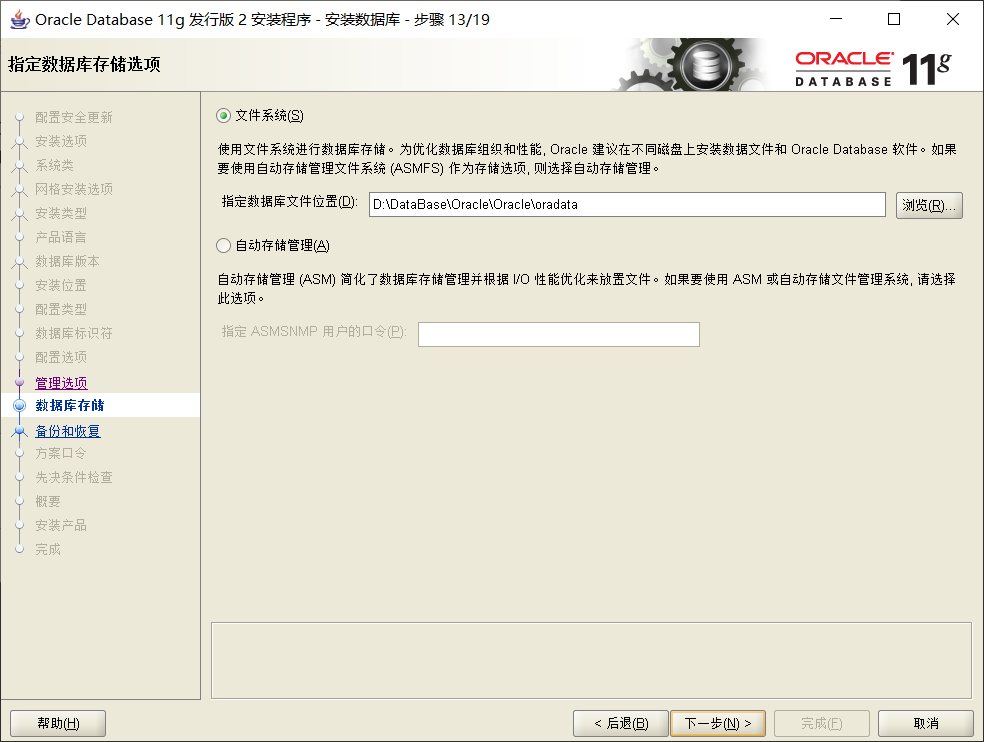 Oracle Database 11g 发行版 2 安装程序 - 安装数据库 - 步骤 13/19
指定数据库存储选项
ORACLE
DATABASE
11g
配置安全更新
安装选项
系统类
网格安装选项
安装类型
产品语言
数据库版本
安装位置
配置类型
数据库标识符
配置选项
管理选项
数据库存储
备份和恢复
方案口令
先决条件检查
概要
安装产品
完成
文件系统(S)
使用文件系统进行数据库存储。为优化数据库组织和性能, Oracle 建议在不同磁盘上安装数据文件和 Oracle Database 软件。如果
要使用自动存储管理文件系统 (ASMFS) 作为存储选项, 则选择自动存储管理。
指定数据库文件位置(D):
D:\DataBase\Oracle\Oracle\oradata
浏览(R)...
自动存储管理(A)
自动存储管理 (ASM) 简化了数据库存储管理并根据 I/O 性能优化来放置文件。如果要使用 ASM 或自动存储文件管理系统, 请选择
此选项。
指定 ASMSNMP 用户的口令(P):
帮助(H)
< 后退(B)
下一步(N) >
完成(F)
取消